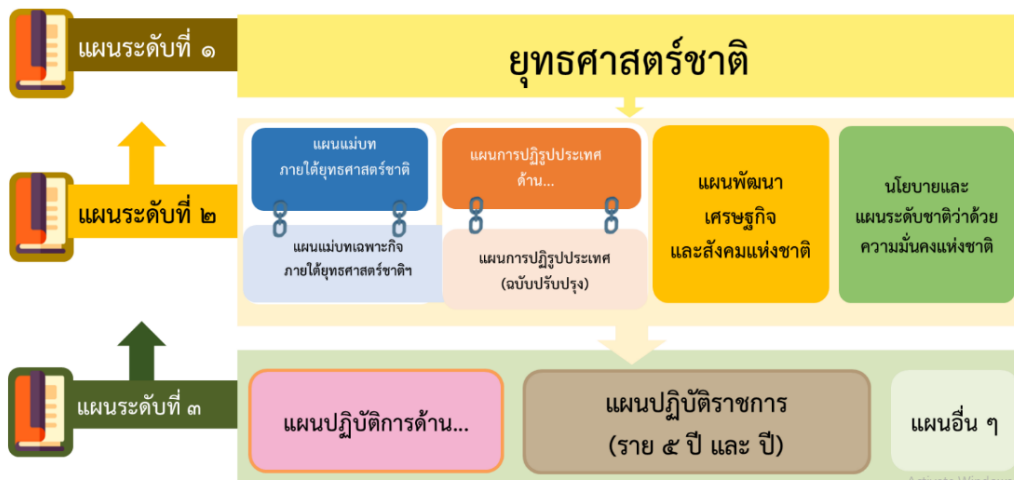 แผนระดับที่ ๑
ยุทธศาสตร์ชาติ
แผนระดับที่ ๒
แผนแม่บท
ภายใต้ยุทธศาสตร์ชาติ
แผนแม่บทเฉพาะกิจ
ภายใต้ยุทธศาสตร์ชาติฯ
แผนการปฏิรูปประเทศ
ด้าน...
แผนการปฏิรูปประเทศ
(ฉบับปรับปรุง)
แผนพัฒนา
เศรษฐกิจ
และสังคมแห่งชาติ
นโยบายและ
แผนระดับชาติว่าด้วย
ความมั่นคงแห่งชาติ
แผนระดับที่ ๓
แผนปฏิบัติการด้าน...
แผนปฏิบัติราชการ
(ราย ๕ ปี และ ปี)
แผนอื่น ๆ
Activate Windows